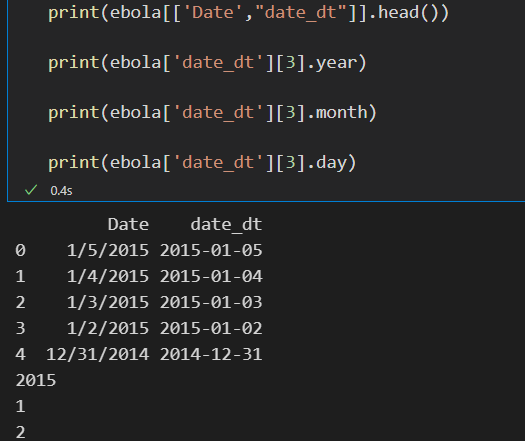 print(ebola[['Date',"date_dt"]].head())
print(ebola['date_dt'][3].year)
print(ebola['date_dt'][3].month)
print(ebola['date_dt'][3].day)
0.4s
Date date_dt
0 1/5/2015 2015-01-05
1 1/4/2015 2015-01-04
2 1/3/2015 2015-01-03
3 1/2/2015 2015-01-02
4 12/31/2014 2014-12-31
2015
1
2